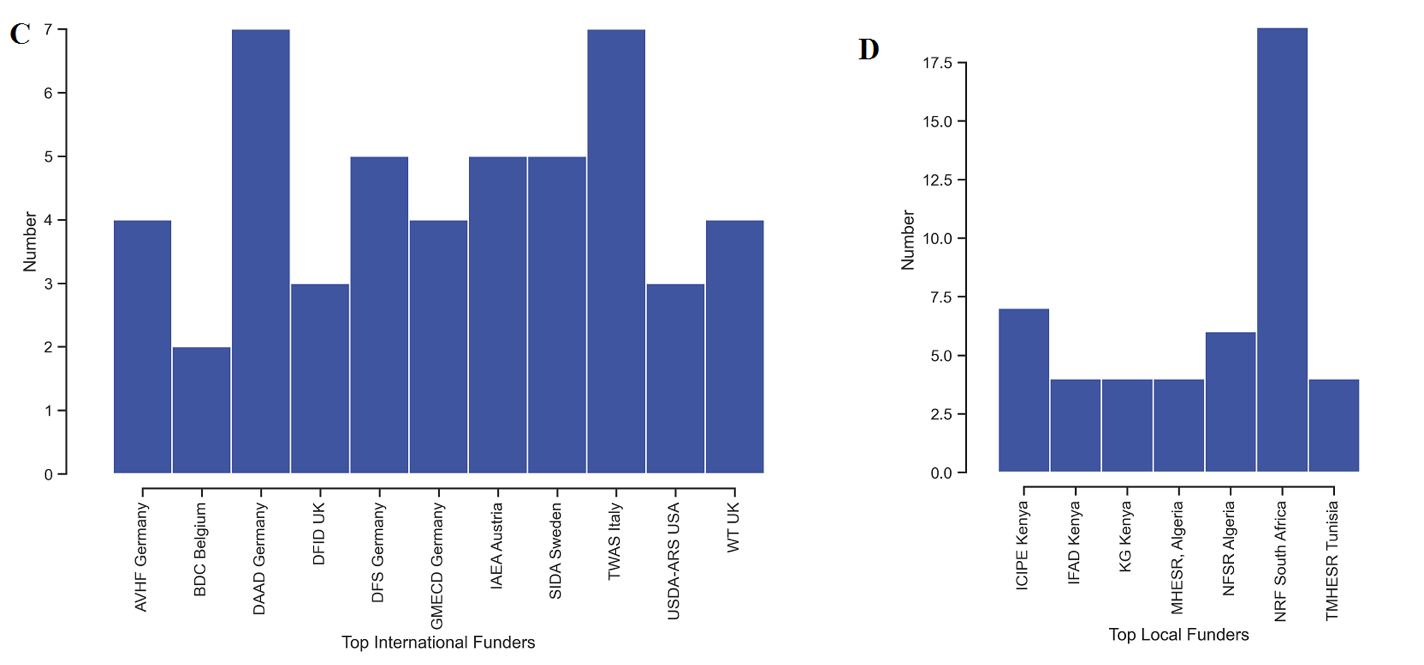 C
7
6
5
4
3
2
1
0
Number
AVHF Germany
BDC Belgium
DAAD Germany
DFID UK
DFS Germany
GMECD Germany
IAEA Austria
SIDA Sweden
TWAS Italy
USDA-ARS USA
WT UK
Top International Funders
D
17.5
15.0
12.5
10.0
7.5
5.0
2.5
0.0
Number
ICIPE Kenya
IFAD Kenya
KG Kenya
MHESR, Algeria
NFSR Algeria
NRF South Africa
TMHESR Tunisia
Top Local Funders